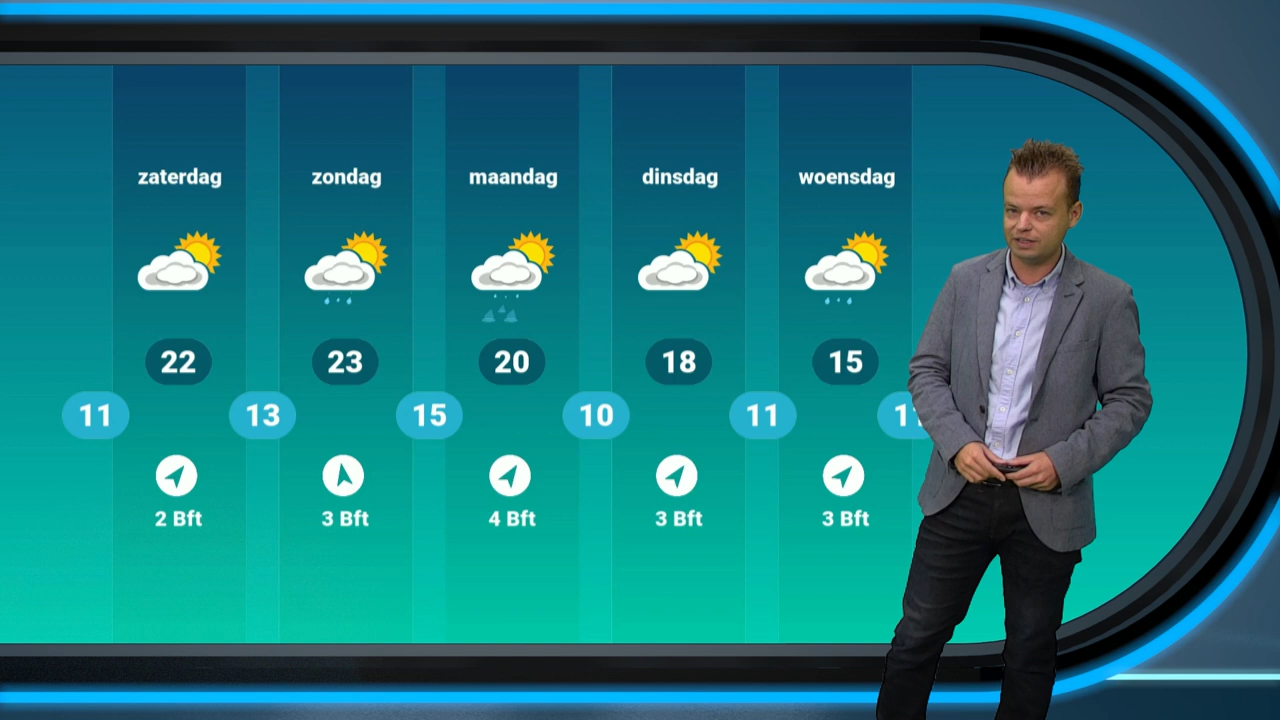 zaterdag zondag maandag dinsdag woensdag
22 23 20 18 15
11 13 15 10 11
2 Bft 3 Bft 4 Bft 3 Bft 3 Bft